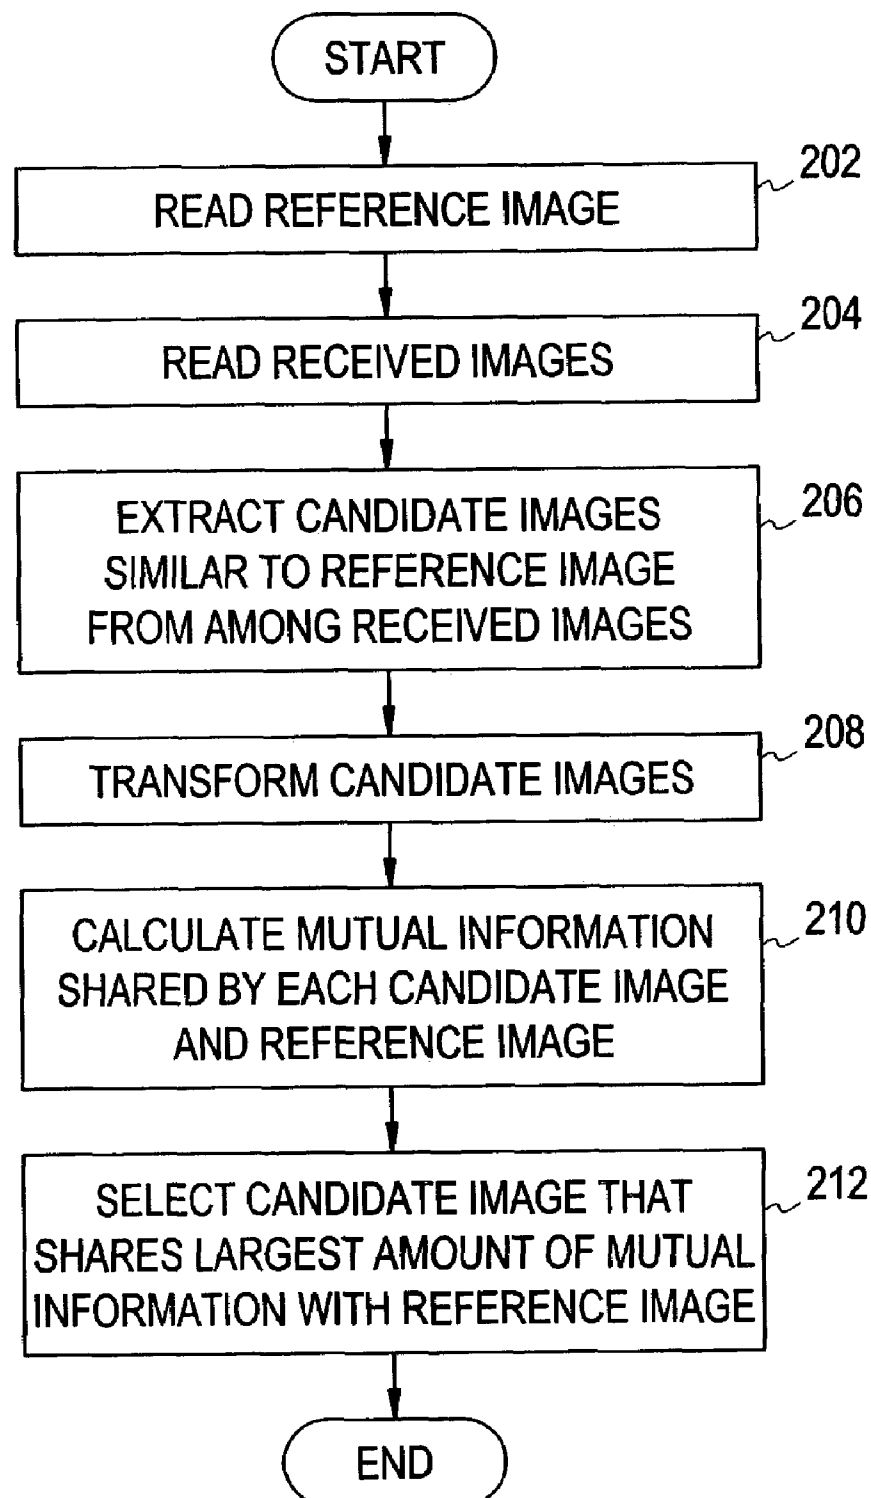 START
202
READ REFERENCE IMAGE
204
READ RECEIVED IMAGES
206
EXTRACT CANDIDATE IMAGES
SIMILAR TO REFERENCE IMAGE
FROM AMONG RECEIVED IMAGES
208
TRANSFORM CANDIDATE IMAGES
210
CALCULATE MUTUAL INFORMATION
SHARED BY EACH CANDIDATE IMAGE
AND REFERENCE IMAGE
212
SELECT CANDIDATE IMAGE THAT
SHARES LARGEST AMOUNT OF MUTUAL
INFORMATION WITH REFERENCE IMAGE
END